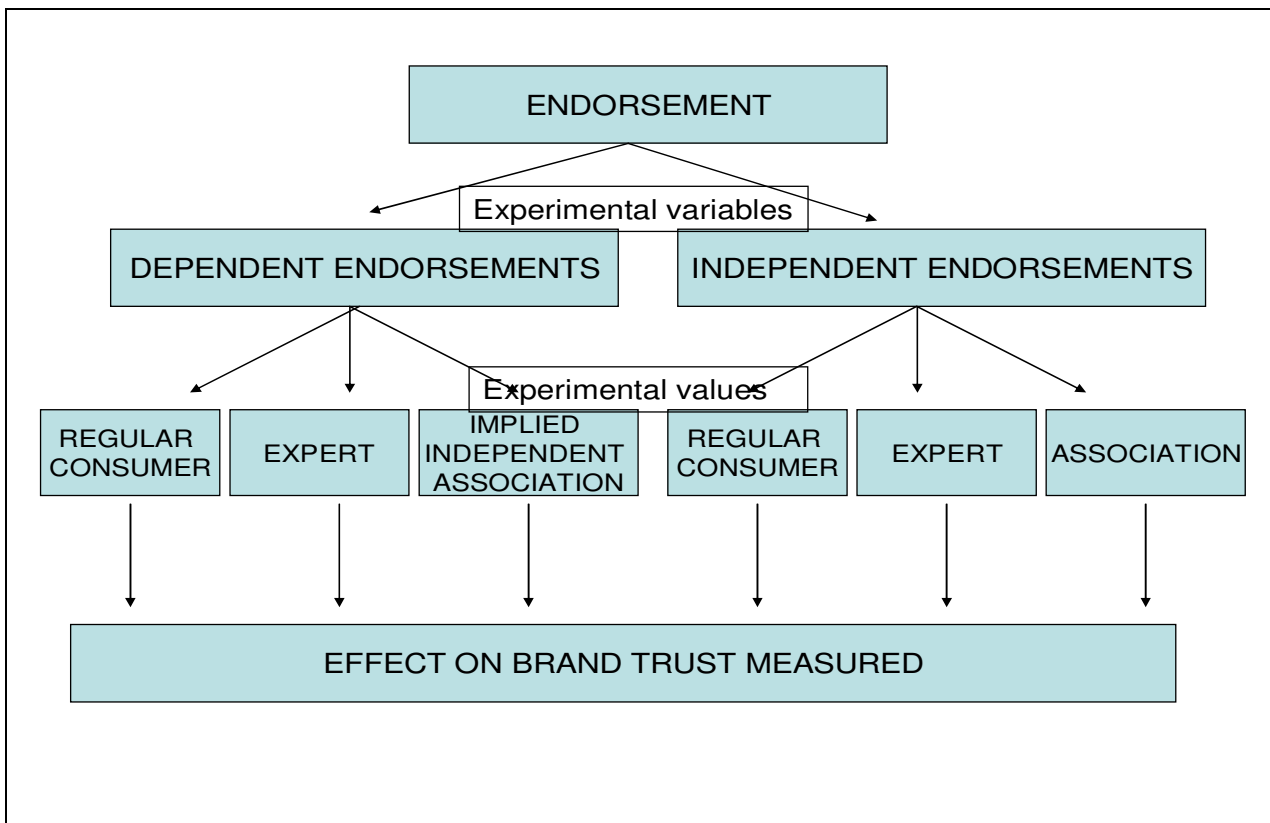 ENDORSEMENT
Experimental variables
DEPENDENT ENDORSEMENTS
INDEPENDENT ENDORSEMENTS
Experimental values
REGULAR
CONSUMER
EXPERT
IMPLIED
INDEPENDENT
ASSOCIATION
REGULAR
CONSUMER
EXPERT
ASSOCIATION
EFFECT ON BRAND TRUST MEASURED